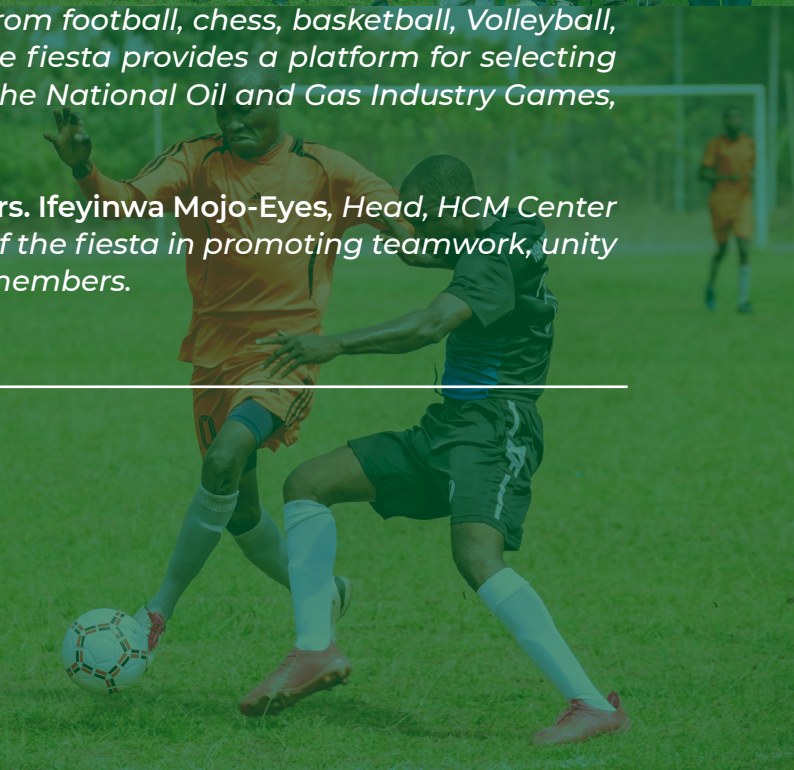 rom football, chess, basketball, Volleyball,
e fiesta provides a platform for selecting
he National Oil and Gas Industry Games,
rs. Ifeyinwa Mojo-Eyes, Head, HCM Center
f the fiesta in promoting teamwork, unity
nembers.